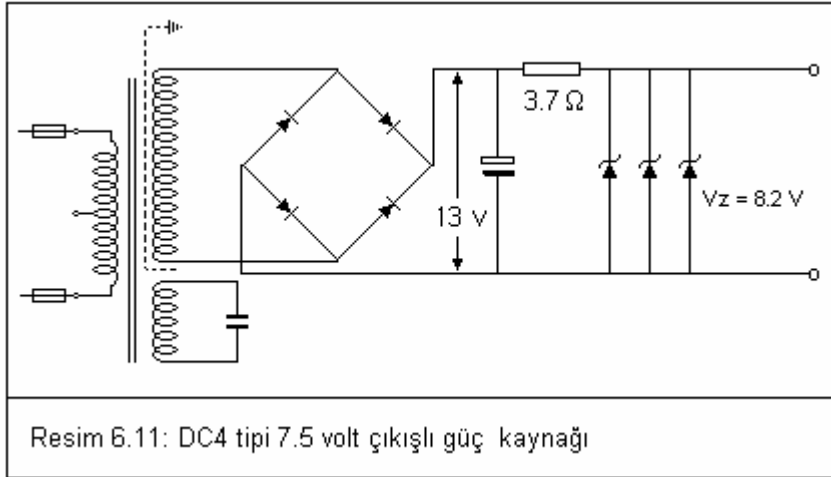 3.7 Ω
13 V
Vz = 8.2 V
Resim 6.11: DC4 tipi 7.5 volt çıkışlı güç kaynağı